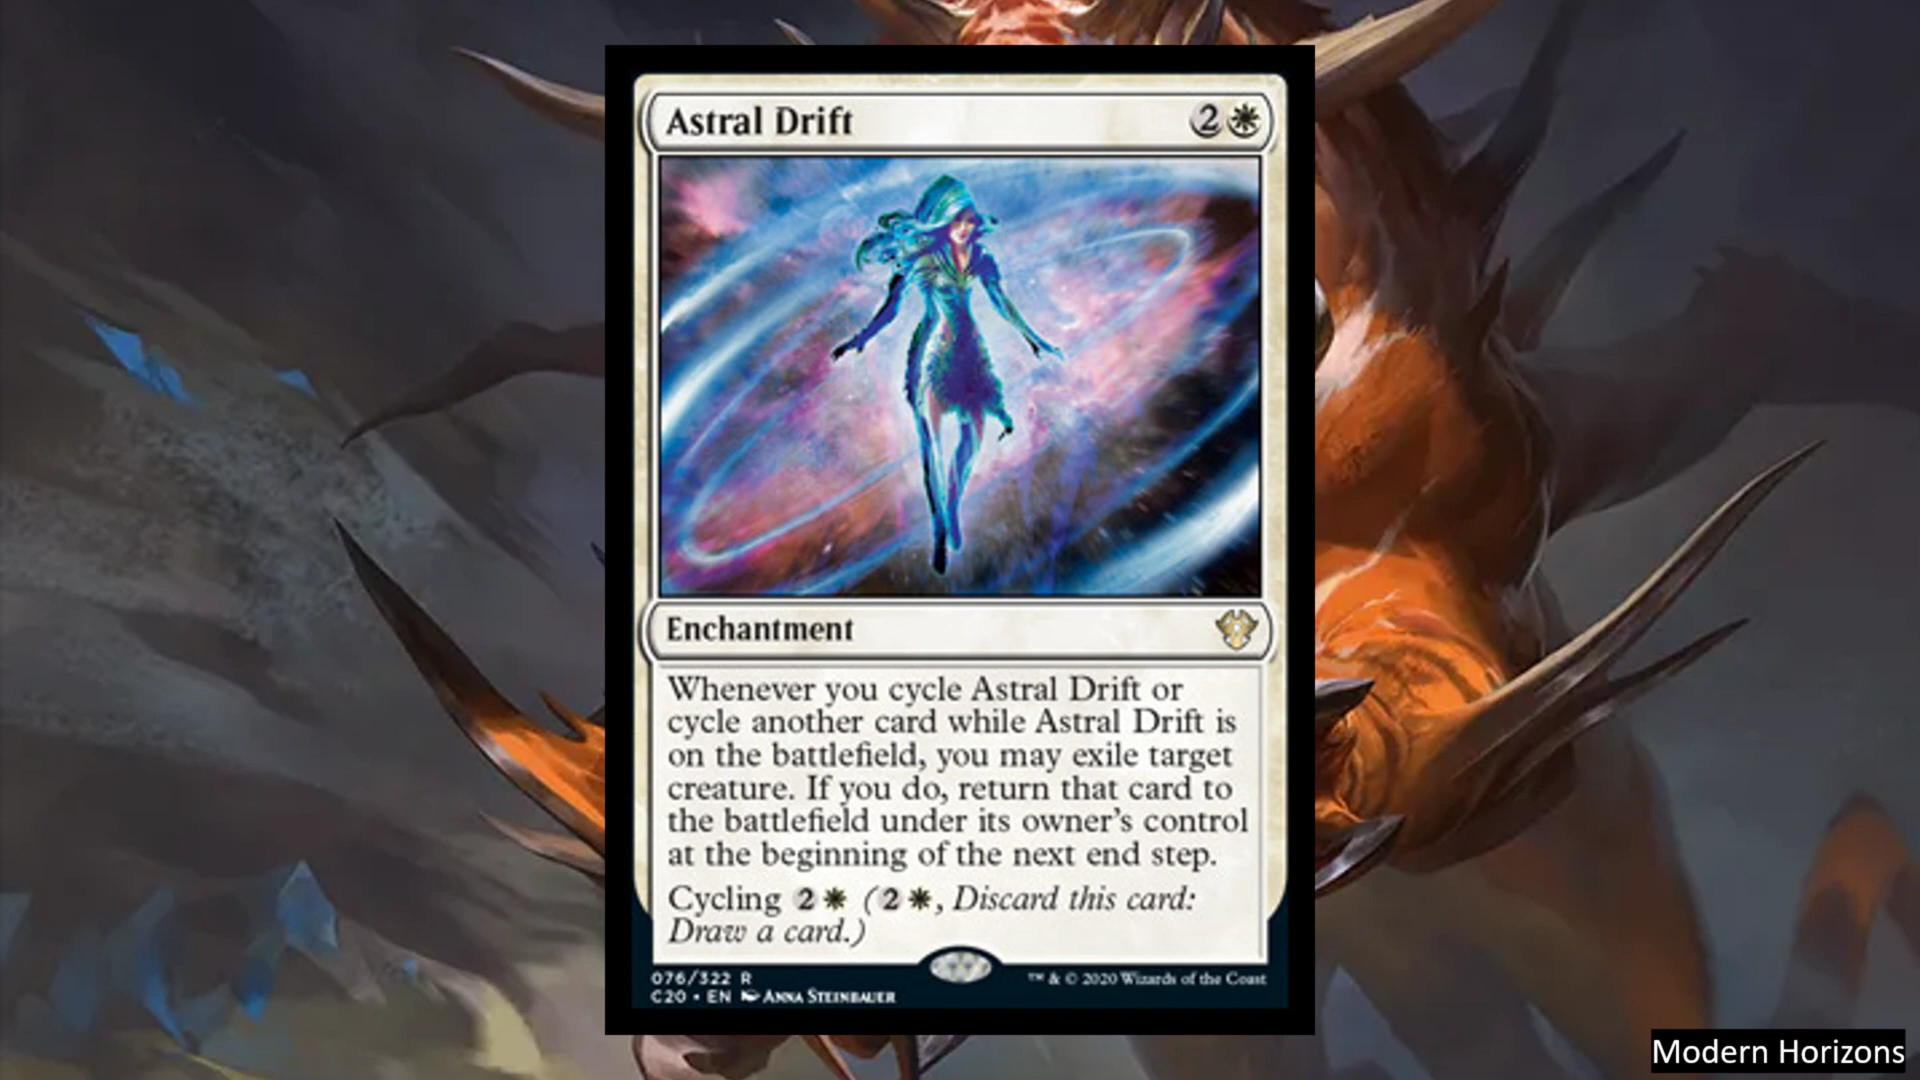 Astral Drift 2
Enchantment
Whenever you cycle Astral Drift or
cycle another card while Astral Drift is
on the battlefield, you may exile target
creature. If you do, return that card to
the battlefield under its owner's control
at the beginning of the next end step.
Cycling 2 (2, Discard this card:
Draw a card.)
076/322 R
C20 • EN Anna Steinbauer
™ & © 2020 Wizards of the Coast
Modern Horizons